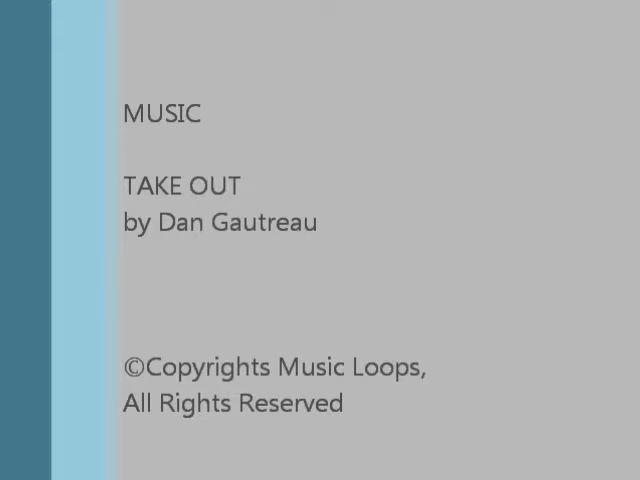 MUSIC
TAKE OUT
by Dan Gautreau
©Copyrights Music Loops,
All Rights Reserved